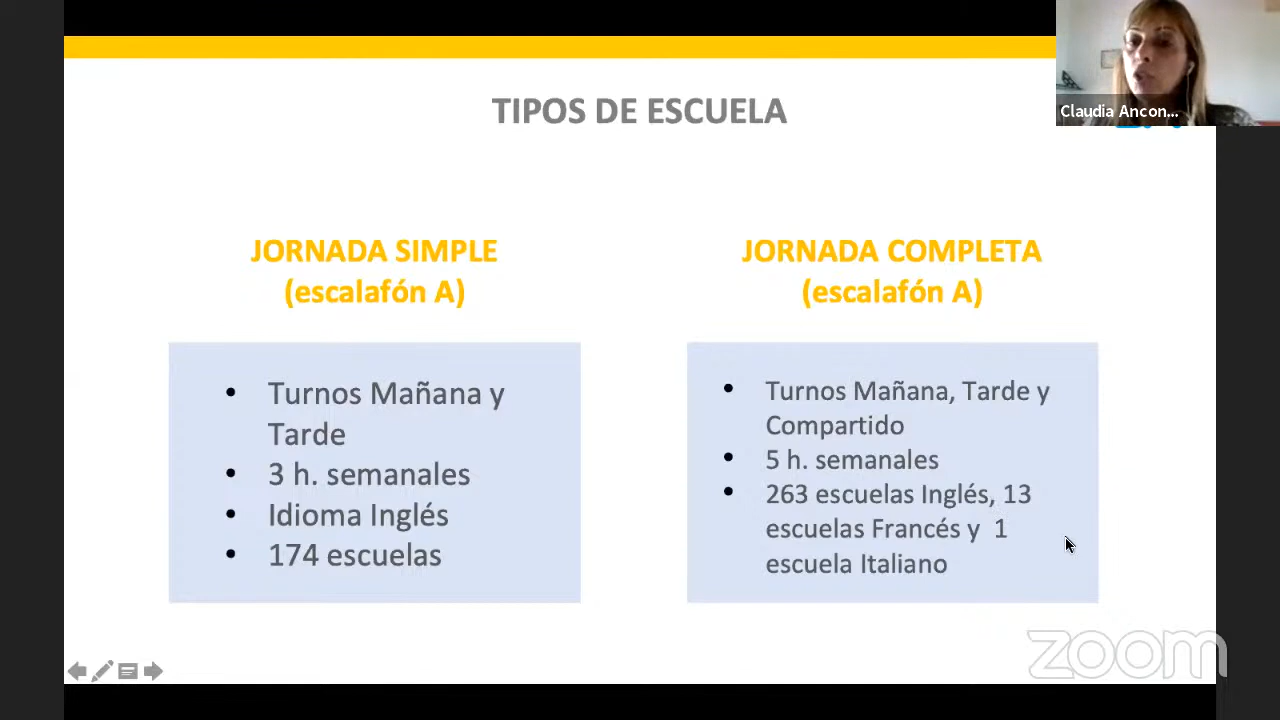 TIPOS DE ESCUELA
Claudia Ancon...
JORNADA SIMPLE
(escalafón A)
• Turnos Mañana y
Tarde
• 3 h. semanales
• Idioma Inglés
• 174 escuelas
JORNADA COMPLETA
(escalafón A)
• Turnos Mañana, Tarde y
Compartido
• 5 h. semanales
• 263 escuelas Inglés, 13
escuelas Francés y 1
escuela Italiano
zoom